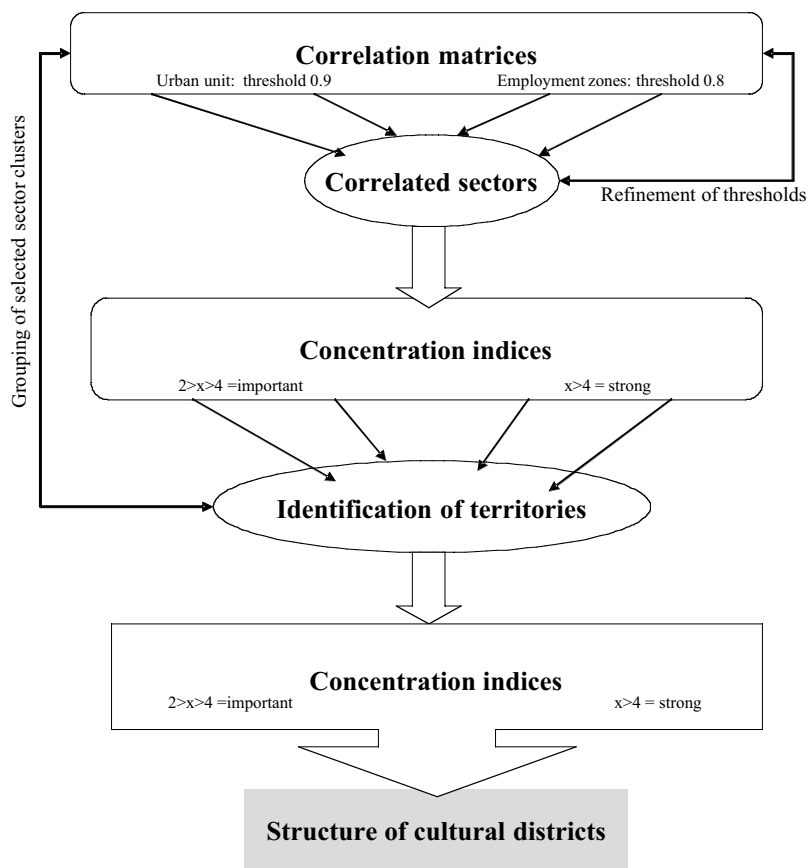 Correlation matrices
Urban unit: threshold 0.9
Employment zones: threshold 0.8
Correlated sectors
Refinement of thresholds
Grouping of selected sector clusters
Concentration indices
2>x>4 =important
x>4 = strong
Identification of territories
Concentration indices
2>x>4 =important
x>4 = strong
Structure of cultural districts